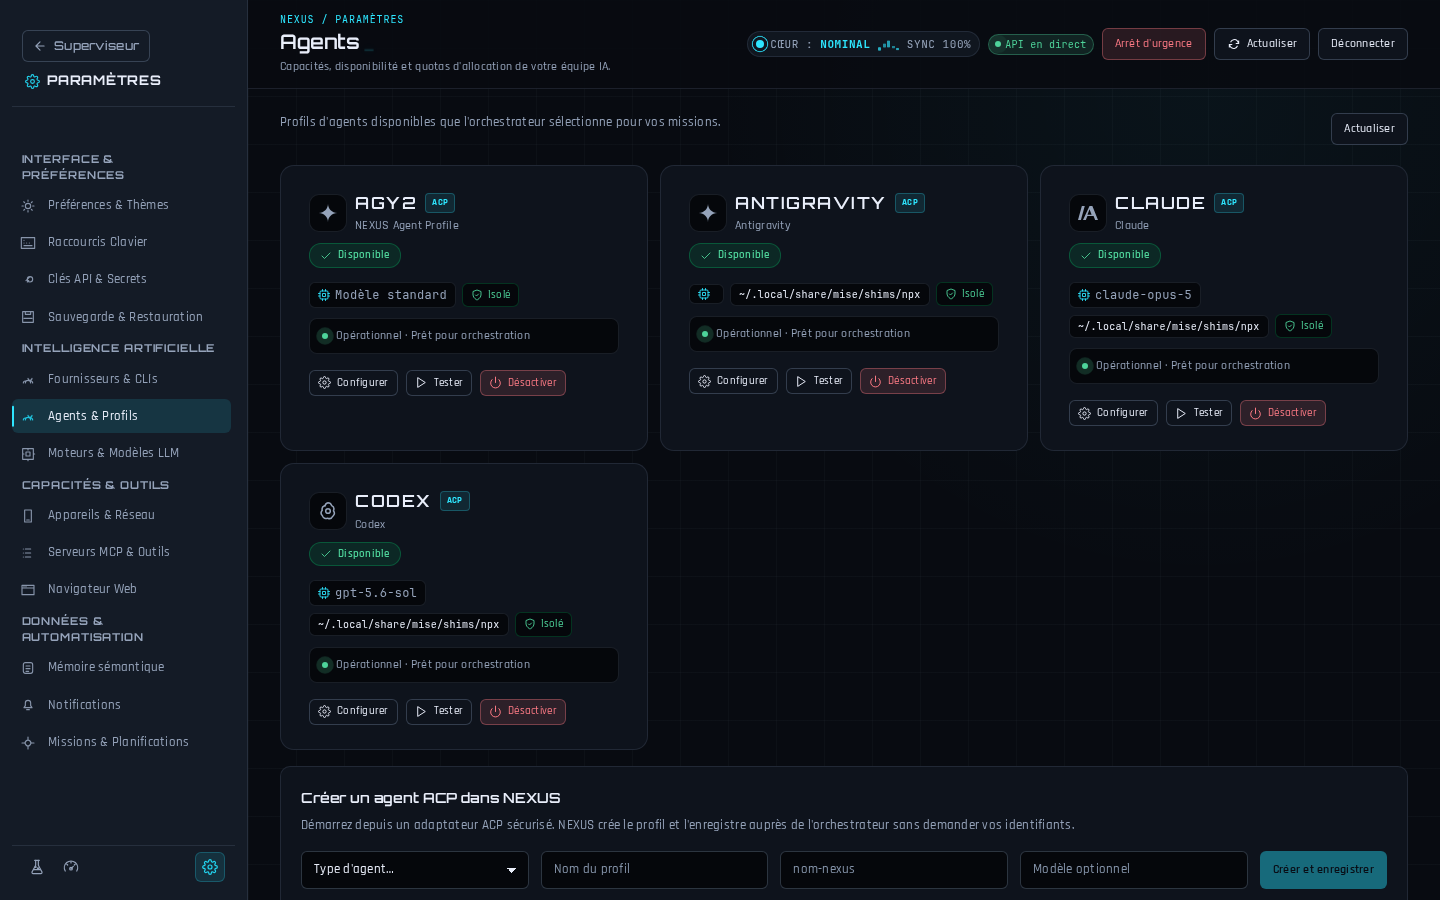 Superviseur
PARAMÈTRES
INTERFACE &
PRÉFÉRENCES
Préférences & Thèmes
Raccourcis Clavier
Clés API & Secrets
Sauvegarde & Restauration
INTELLIGENCE ARTIFICIELLE
Fournisseurs & CLIs
Agents & Profils
Moteurs & Modèles LLM
CAPACITÉS & OUTILS
Appareils & Réseau
Serveurs MCP & Outils
Navigateur Web
DONNÉES &
AUTOMATISATION
Mémoire sémantique
Notifications
Missions & Planifications
NEXUS / PARAMÈTRES
Agents _
Capacités, disponibilité et quotas d'allocation de votre équipe IA.
CŒUR : NOMINAL SYNC 100%
API en direct
Arrêt d'urgence
Actualiser
Déconnecter
Profils d'agents disponibles que l'orchestrateur sélectionne pour vos missions.
Actualiser
AGY2 ACP
NEXUS Agent Profile
Disponible
Modèle standard Isolé
Opérationnel · Prêt pour orchestration
Configurer Tester Désactiver
ANTIGRAVITY ACP
Antigravity
Disponible
~/.local/share/mise/shims/npx Isolé
Opérationnel · Prêt pour orchestration
Configurer Tester Désactiver
CLAUDE ACP
Claude
Disponible
claude-opus-5
~/.local/share/mise/shims/npx Isolé
Opérationnel · Prêt pour orchestration
Configurer Tester Désactiver
CODEX ACP
Codex
Disponible
gpt-5.6-sol
~/.local/share/mise/shims/npx Isolé
Opérationnel · Prêt pour orchestration
Configurer Tester Désactiver
Créer un agent ACP dans NEXUS
Démarrez depuis un adaptateur ACP sécurisé. NEXUS crée le profil et l'enregistre auprès de l'orchestrateur sans demander vos identifiants.
Type d'agent... Nom du profil nom-nexus Modèle optionnel Créer et enregistrer